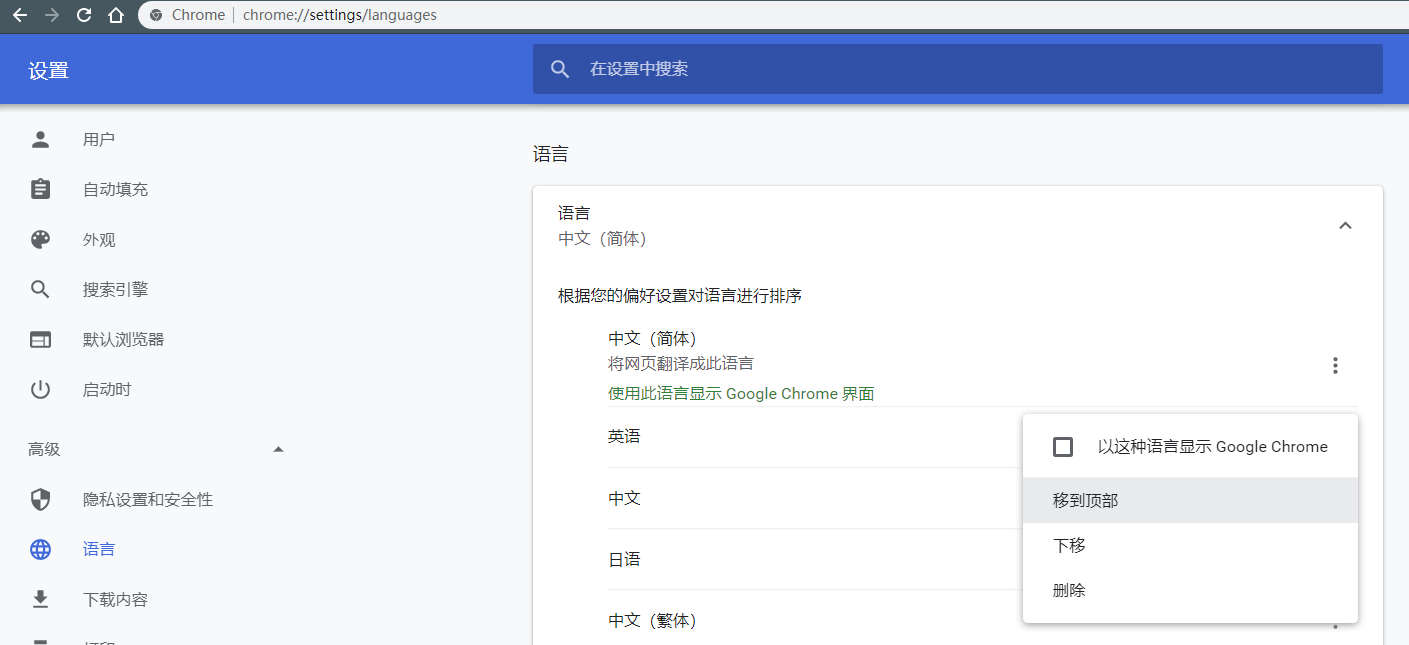 Chrome | chrome://settings/languages
设置
在设置中搜索
用户
自动填充
外观
搜索引擎
默认浏览器
启动时
高级
隐私设置和安全性
语言
下载内容
语言
语言
中文（简体）
根据您的偏好设置对语言进行排序
中文（简体）
将网页翻译成此语言
使用此语言显示 Google Chrome 界面
英语
中文
日语
中文（繁体）
以这种语言显示 Google Chrome
移到顶部
下移
删除